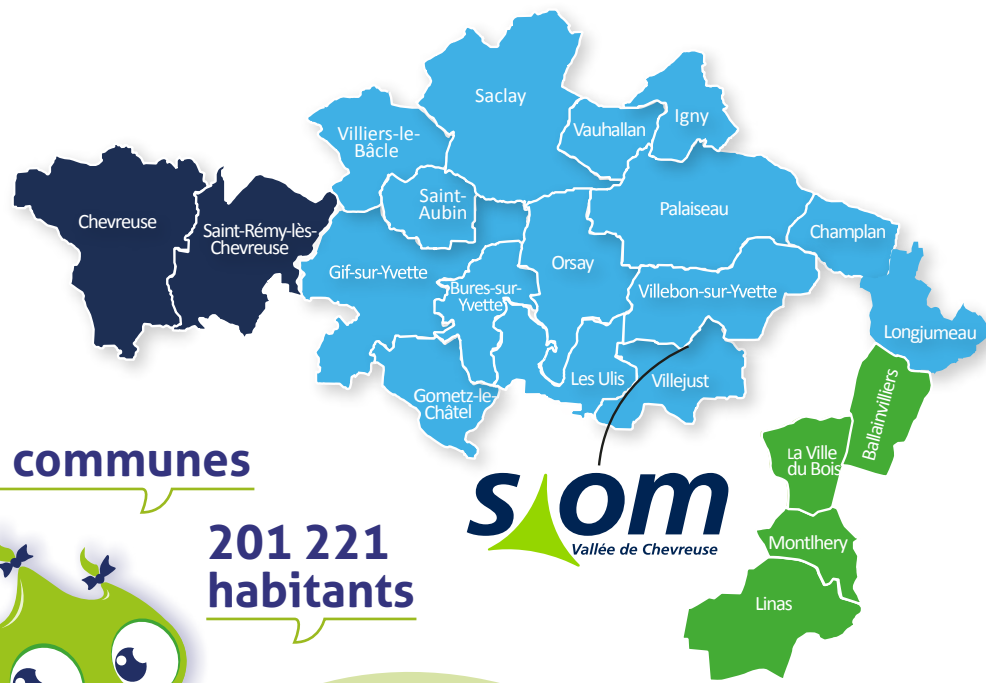 Saclay
Igny
Vauhallan
Villiers-le-
Bâcle
Saint-
Aubin
Palaiseau
Chevreuse
Saint-Rémy-lès-
Chevreuse
Champlan
Orsay
Gif-sur-Yvette
Bures-sur-
Yvette
Villebon-sur-Yvette
Longjumeau
Les Ulis
Villejust
Gometz-le-
Châtel
Ballainvilliers
La Ville
du Bois
Montlhery
Linas
communes
siom
Vallée de Chevreuse
201 221
habitants